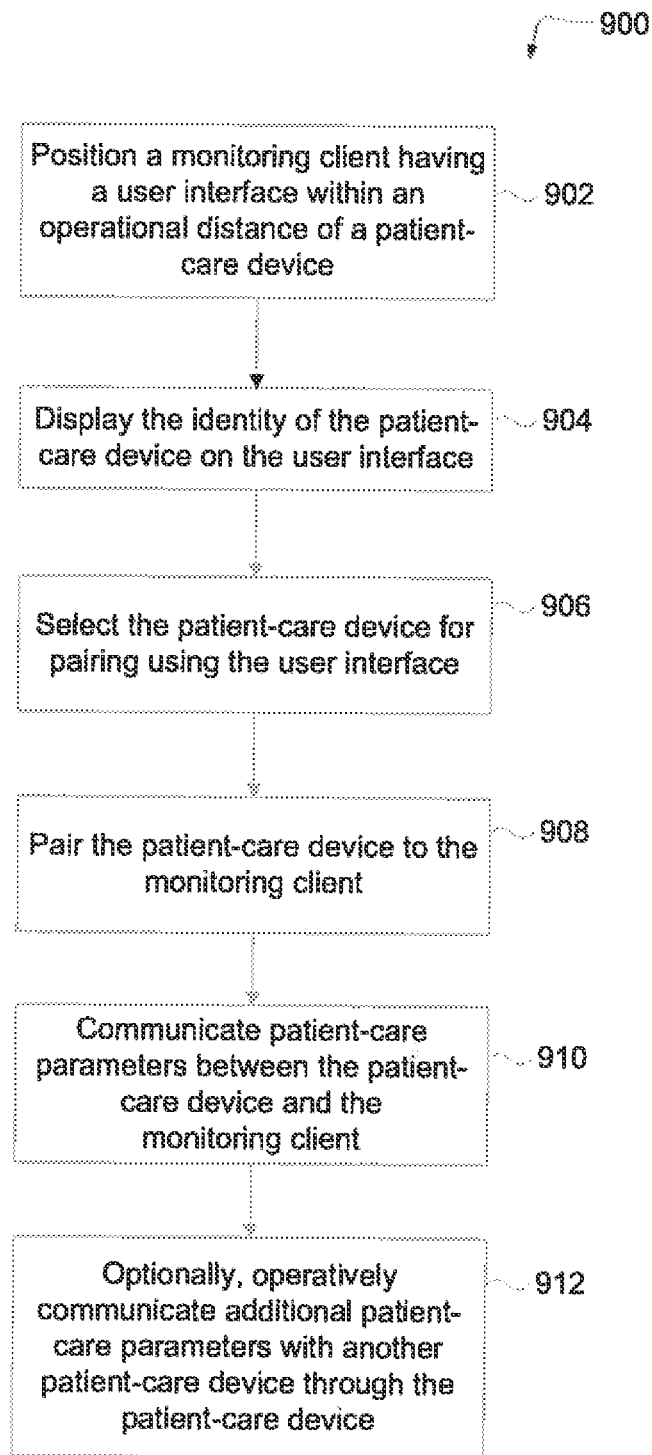 900
Position a monitoring client having
a user interface within an
operational distance of a patient-
care device
902
Display the identity of the patient-
care device on the user interface
904
Select the patient-care device for
pairing using the user interface
906
Pair the patient-care device to the
monitoring client
908
Communicate patient-care
parameters between the patient-
care device and the
monitoring client
910
Optionally, operatively
communicate additional patient-
care parameters with another
patient-care device through the
patient-care device
912